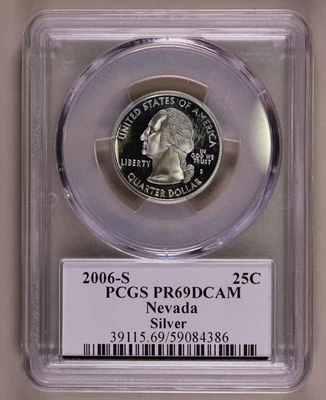 UNITED STATES OF AMERICA
LIBERTY
IN
GOD WE
TRUST
S
QUARTER DOLLAR
2006-S 25C
PCGS PR69DCAM
Nevada
Silver
39115.69/59084386